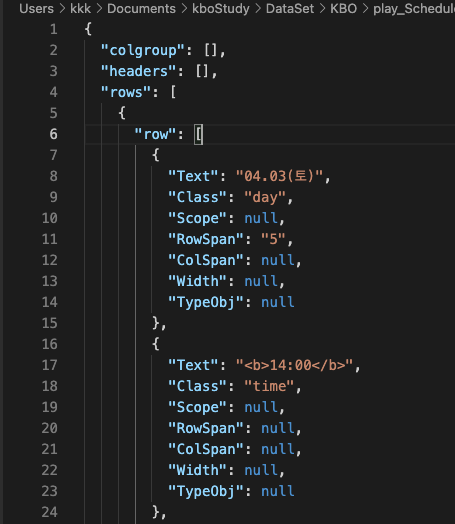 Users > kkk > Documents > kboStudy > DataSet > KBO > play_Schedul
1 {
2 "colgroup": [],
3 "headers": [],
4 "rows": [
5 {
6 "row": [
7 {
8 "Text": "04.03(토)",
9 "Class": "day",
10 "Scope": null,
11 "RowSpan": "5",
12 "ColSpan": null,
13 "Width": null,
14 "TypeObj": null
15 },
16 {
17 "Text": "<b>14:00</b>",
18 "Class": "time",
19 "Scope": null,
20 "RowSpan": null,
21 "ColSpan": null,
22 "Width": null,
23 "TypeObj": null
24 },